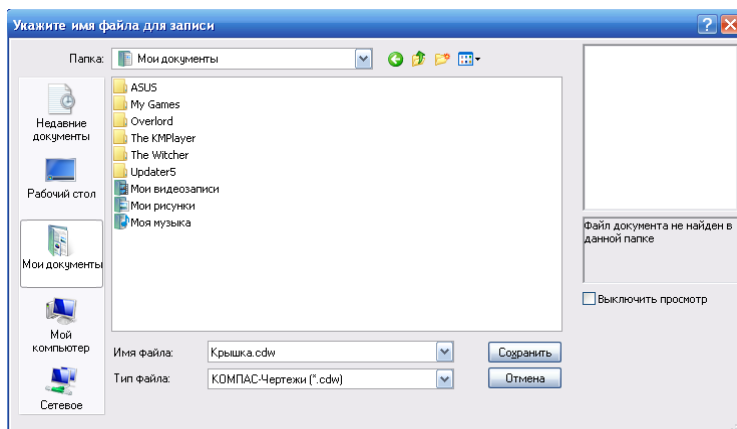 Укажите имя файла для записи
Папка: Мои документы
ASUS
My Games
Overlord
The KMPlayer
The Witcher
Updater5
Мои видеозаписи
Мои рисунки
Моя музыка
Недавние
документы
Рабочий стол
Мои документы
Мой
компьютер
Сетевое
Файл документа не найден в
данной папке
Выключить просмотр
Имя файла: Крышка.cdw Сохранить
Тип файла: КОМПАС-Чертежи (*.cdw) Отмена